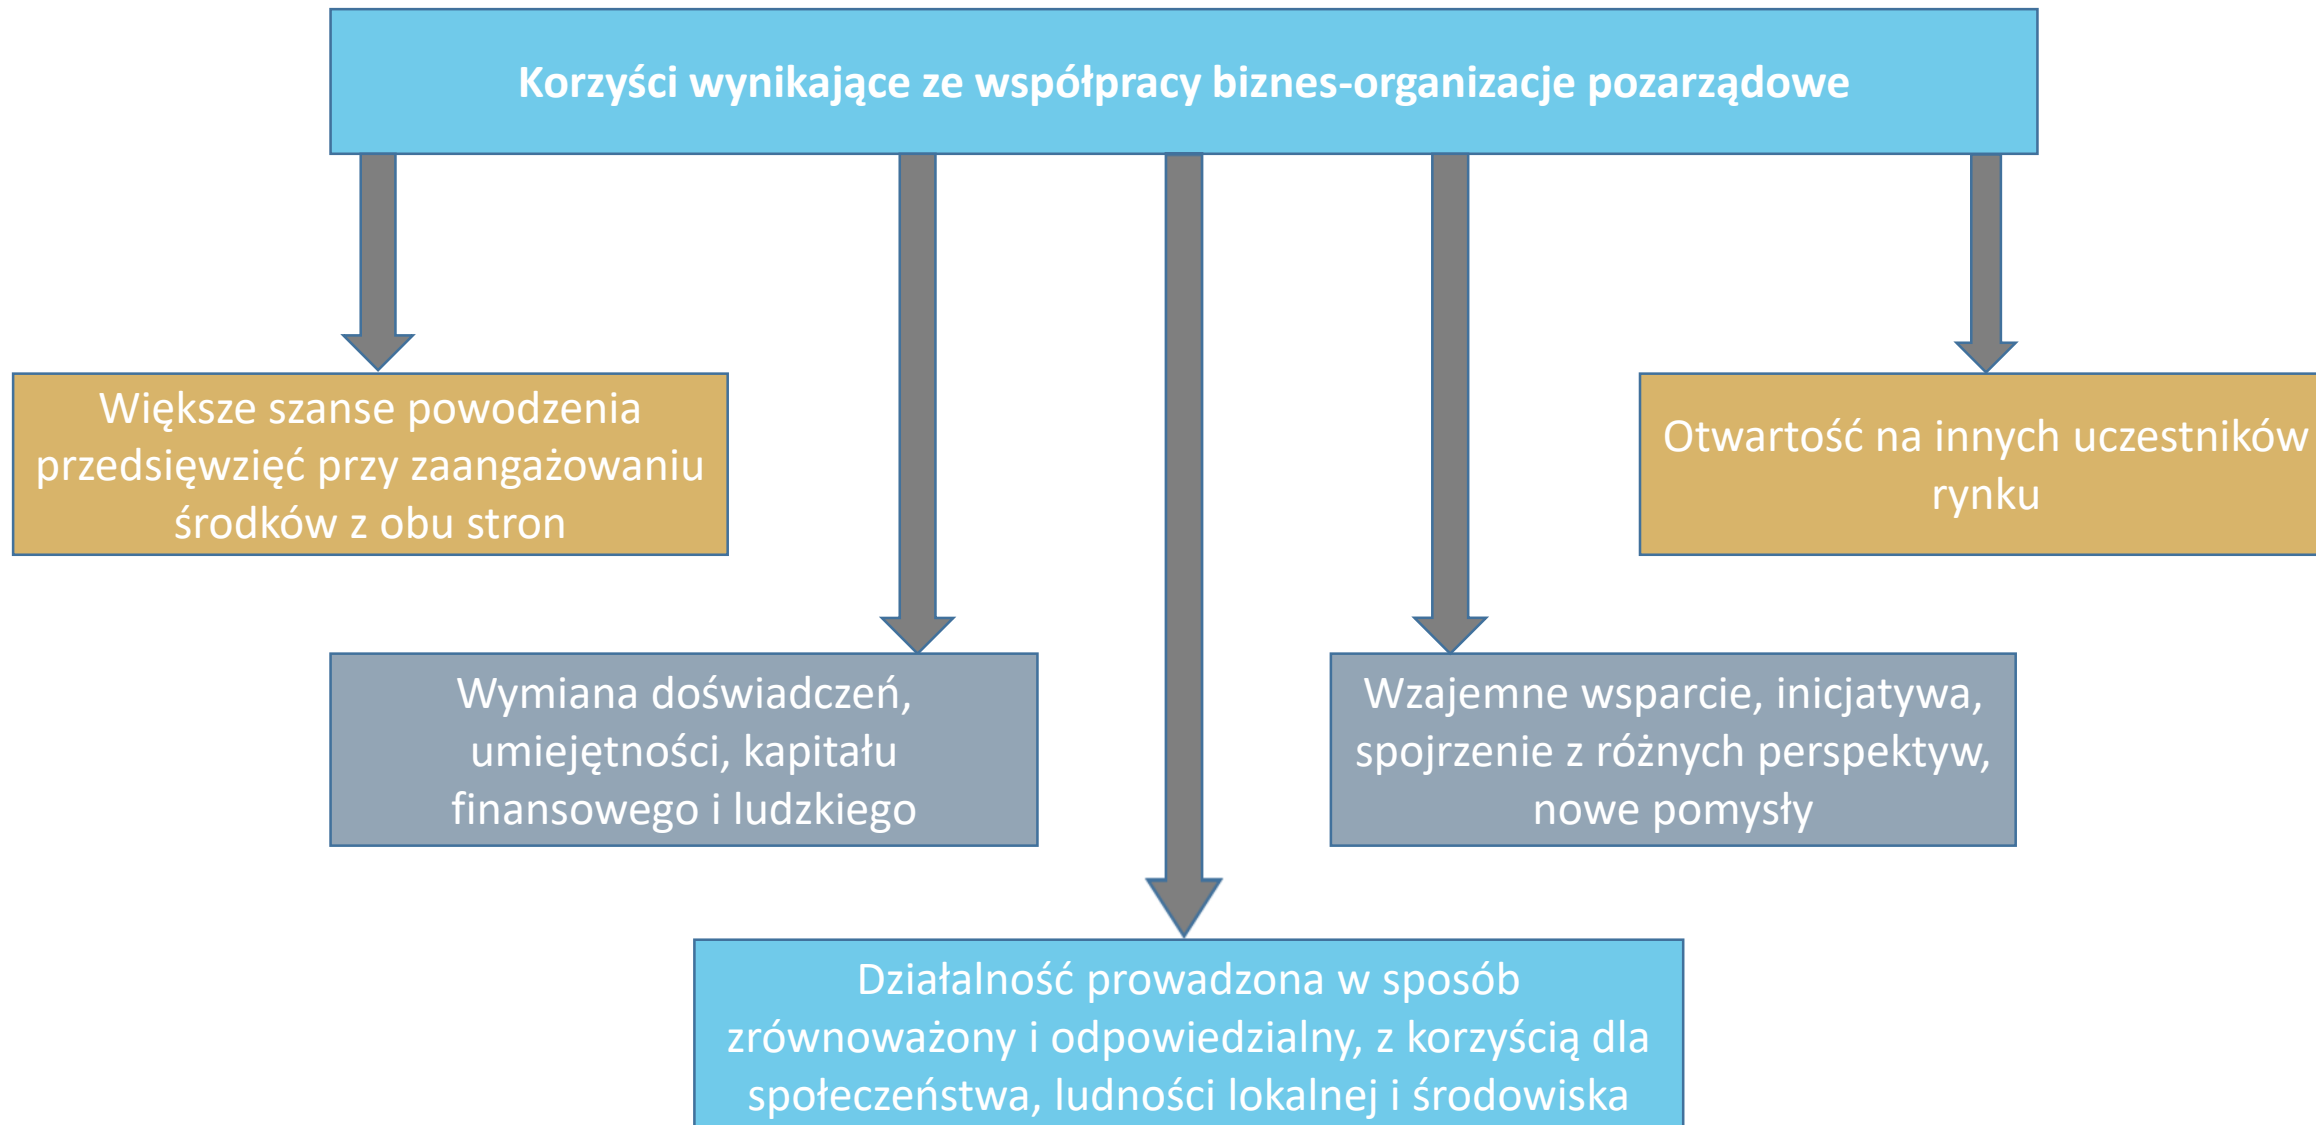 Korzyści wynikające ze współpracy biznes-organizacje pozarządowe
Większe szanse powodzenia
przedsięwzięć przy zaangażowaniu
środków z obu stron
Otwartość na innych uczestników
rynku
Wymiana doświadczeń,
umiejętności, kapitału
finansowego i ludzkiego
Wzajemne wsparcie, inicjatywa,
spojrzenie z różnych perspektyw,
nowe pomysły
Działalność prowadzona w sposób
zrównoważony i odpowiedzialny, z korzyścią dla
społeczeństwa, ludności lokalnej i środowiska